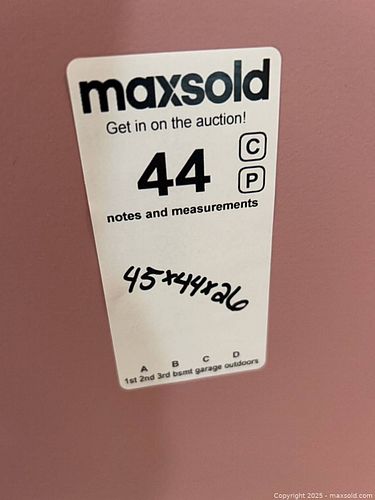 maxsold
Get in on the auction!
44
C
P
notes and measurements
45x44x26
A B C D
1st 2nd 3rd bsmt garage outdoors
Copyright 2025 - maxsold.com